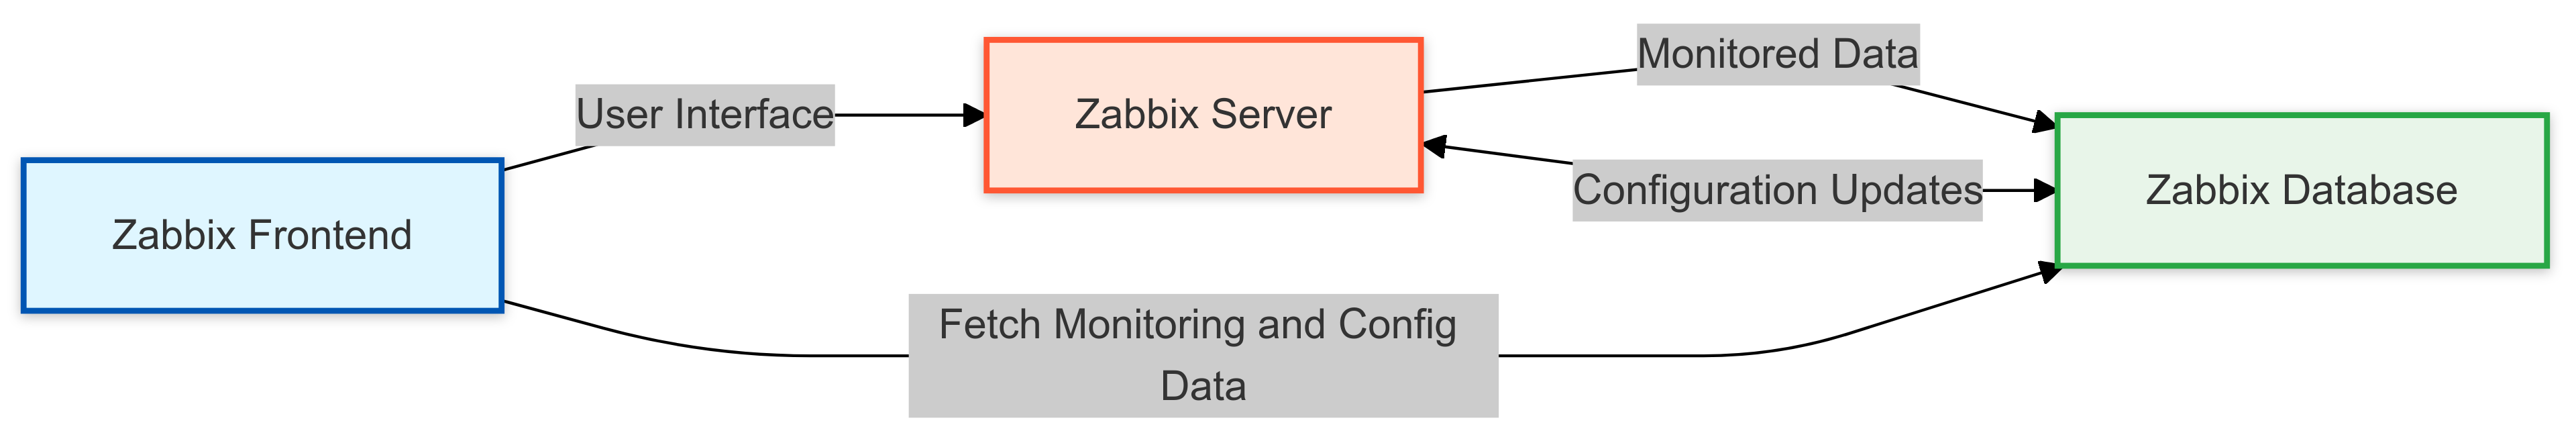 Monitored Data
User Interface
Zabbix Server
Configuration Updates
Zabbix Database
Zabbix Frontend
Fetch Monitoring and Config
Data